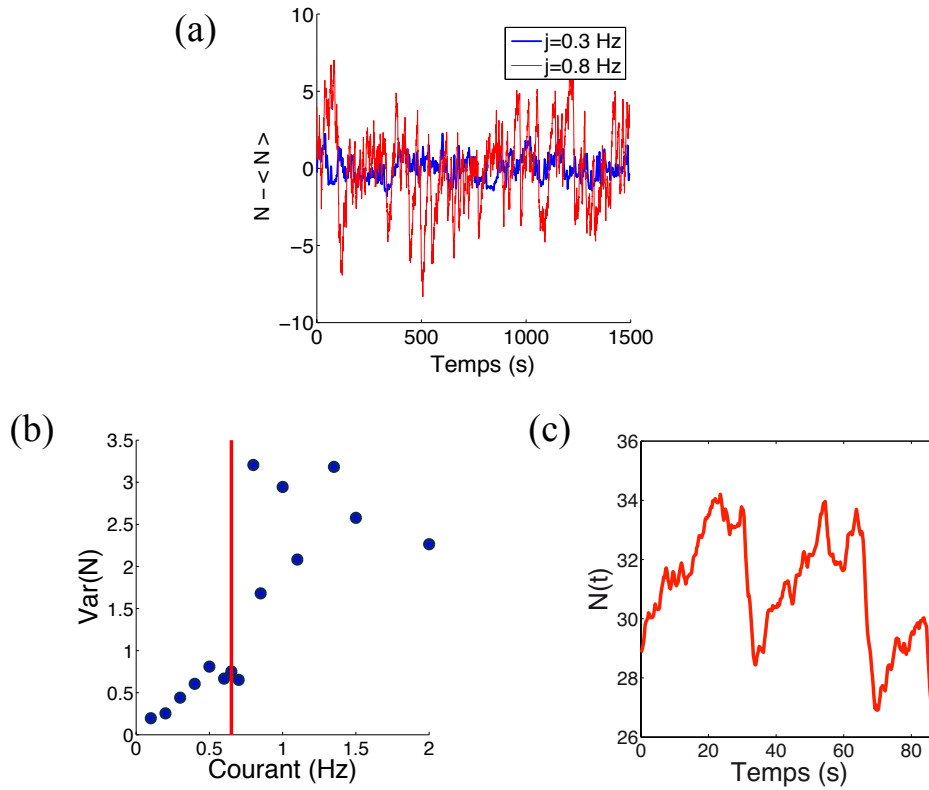 (a)
10
5
0
−5
−10
N − < N >
j=0.3 Hz
j=0.8 Hz
0 500 1000 1500
Temps (s)
(b)
3.5
3
2.5
2
1.5
1
0.5
0
Var(N)
0 0.5 1 1.5 2
Courant (Hz)
(c)
36
34
32
30
28
26
N(t)
0 20 40 60 80
Temps (s)